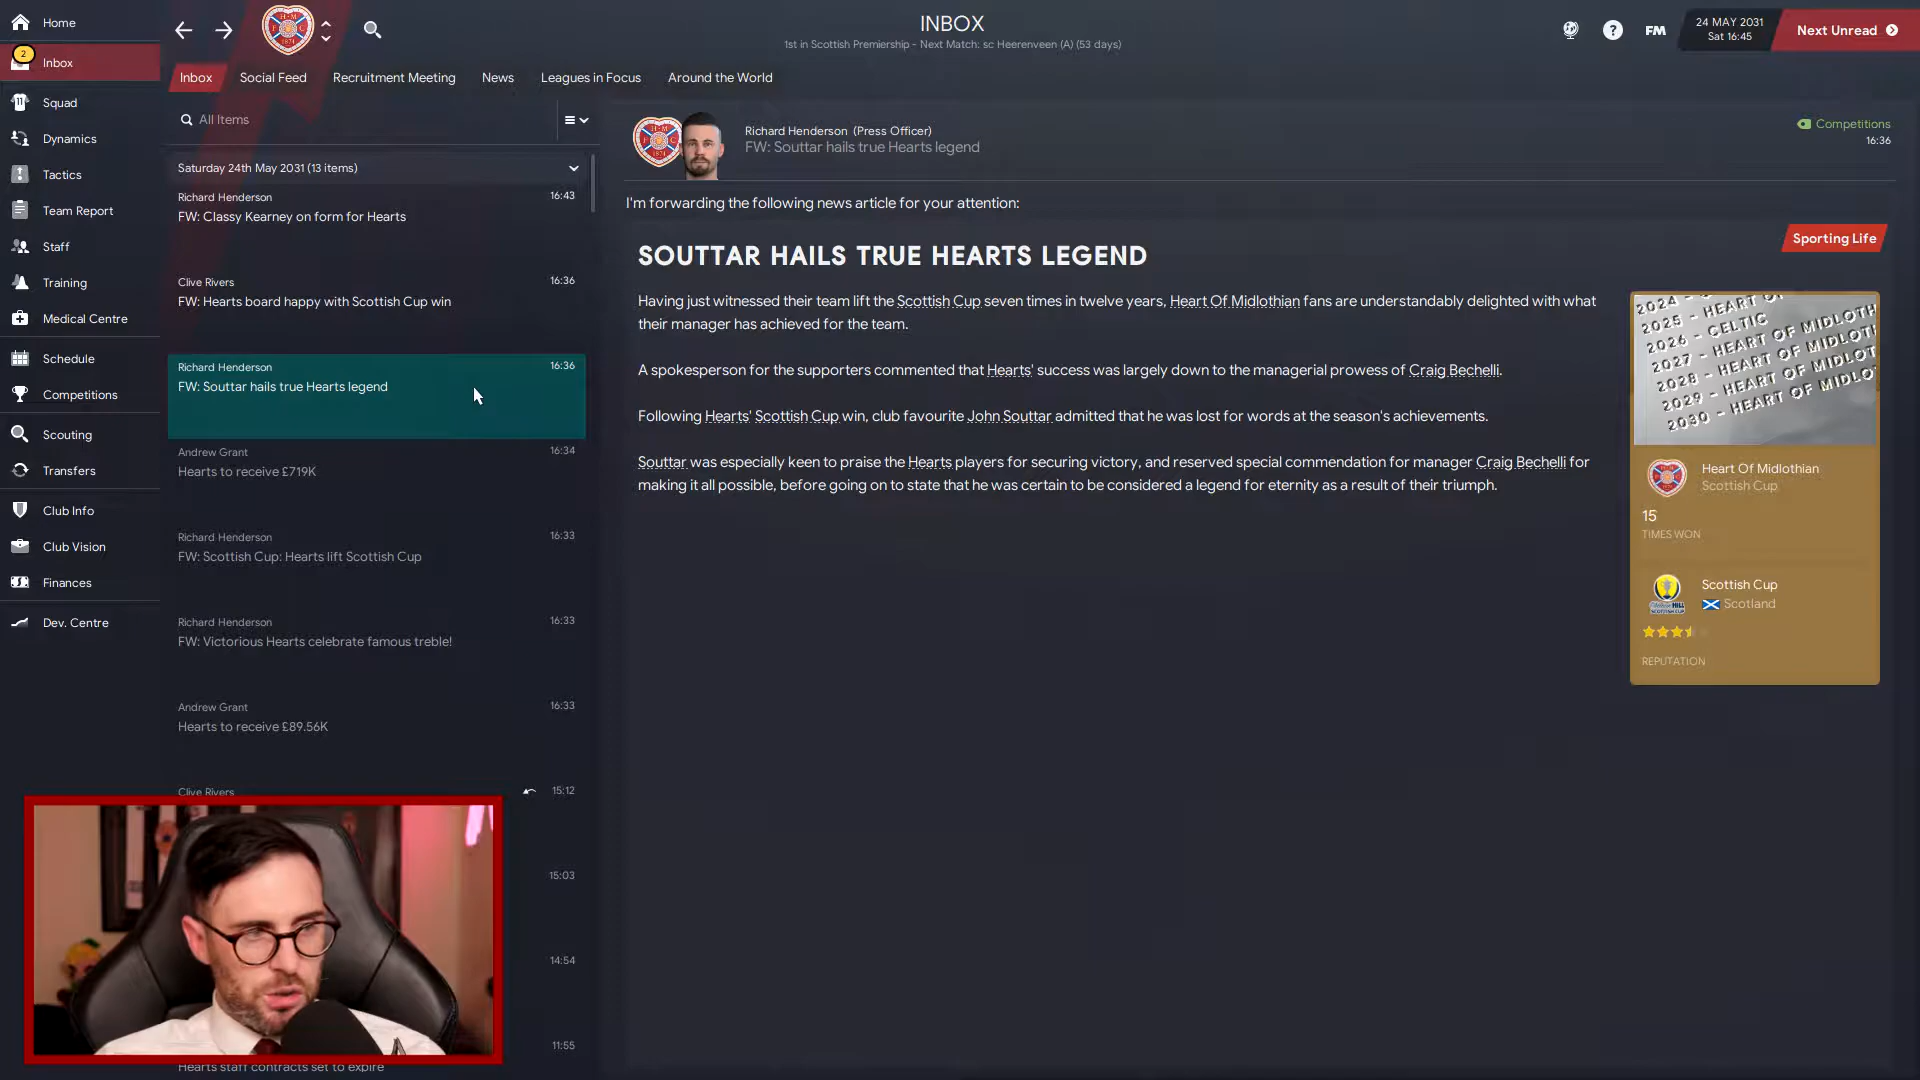 Home
INBOX
1st in Scottish Premiership - Next Match: sc Heerenveen (A) (53 days)
FM
24 MAY 2031
Sat 16:45
Next Unread
2
Inbox
Squad
Dynamics
Tactics
Team Report
Staff
Training
Medical Centre
Schedule
Competitions
Scouting
Transfers
Club Info
Club Vision
Finances
Dev. Centre
Inbox
Social Feed
Recruitment Meeting
News
Leagues in Focus
Around the World
All Items
Saturday 24th May 2031 (13 items)
Richard Henderson
16:43
FW: Classy Kearney on form for Hearts
Clive Rivers
16:36
FW: Hearts board happy with Scottish Cup win
Richard Henderson
16:36
FW: Souttar hails true Hearts legend
Andrew Grant
16:34
Hearts to receive £719K
Richard Henderson
16:33
FW: Scottish Cup: Hearts lift Scottish Cup
Richard Henderson
16:33
FW: Victorious Hearts celebrate famous treble!
Andrew Grant
16:33
Hearts to receive £89.56K
Clive Rivers
15:12
15:03
14:54
11:55
Hearts staff contracts set to expire
Richard Henderson (Press Officer)
FW: Souttar hails true Hearts legend
Competitions
16:36
I'm forwarding the following news article for your attention:
Sporting Life
SOUTTAR HAILS TRUE HEARTS LEGEND
Having just witnessed their team lift the Scottish Cup seven times in twelve years, Heart Of Midlothian fans are understandably delighted with what
their manager has achieved for the team.
A spokesperson for the supporters commented that Hearts' success was largely down to the managerial prowess of Craig Bechelli.
Following Hearts' Scottish Cup win, club favourite John Souttar admitted that he was lost for words at the season's achievements.
Souttar was especially keen to praise the Hearts players for securing victory, and reserved special commendation for manager Craig Bechelli for
making it all possible, before going on to state that he was certain to be considered a legend for eternity as a result of their triumph.
2024 -
2025 - HEART OF
2026 - CELTIC
2027 - HEART OF MIDLOTH
2028 - HEART OF MIDLOT
2029 - HEART OF MIDLOT
2030 - HEART OF MIDLO
Heart Of Midlothian
Scottish Cup
15
TIMES WON
Scottish Cup
Scotland
REPUTATION